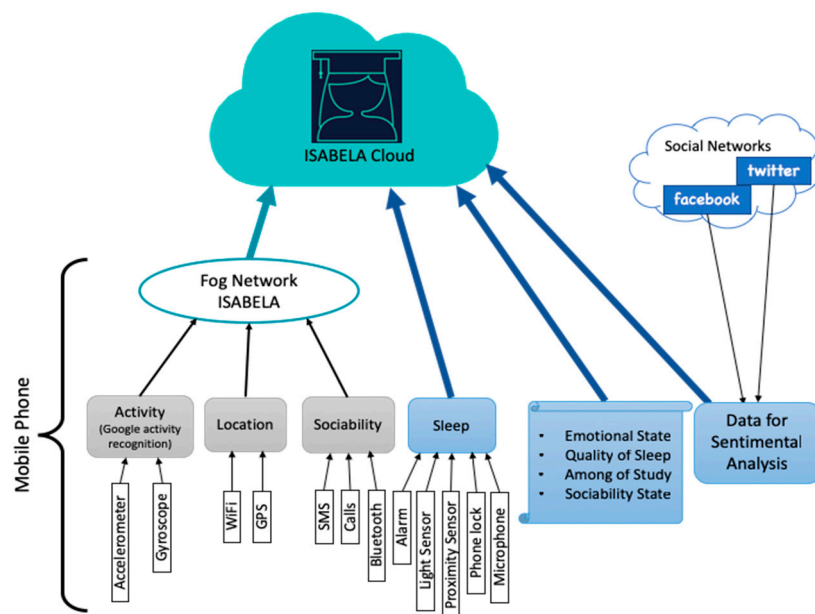 ISABELA Cloud
Social Networks
twitter
facebook
Fog Network
ISABELA
Mobile Phone
Activity
(Google activity
recognition)
Location
Sociability
Sleep
• Emotional State
• Quality of Sleep
• Among of Study
• Sociability State
Data for
Sentimental
Analysis
Accelerometer
Gyroscope
WiFi
GPS
SMS
Calls
Bluetooth
Alarm
Light Sensor
Proximity Sensor
Phone lock
Microphone